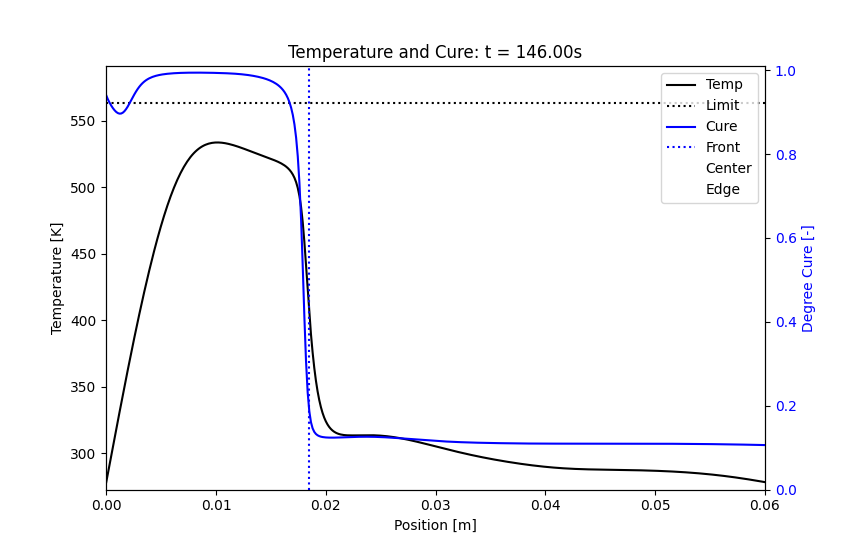 Temperature and Cure: t = 146.00s
Temperature [K]
550
500
450
400
350
300
Temp
Limit
Cure
Front
Center
Edge
1.0
0.8
0.6
0.4
0.2
0.0
Degree Cure [-]
0.00
0.01
0.02
0.03
0.04
0.05
0.06
Position [m]